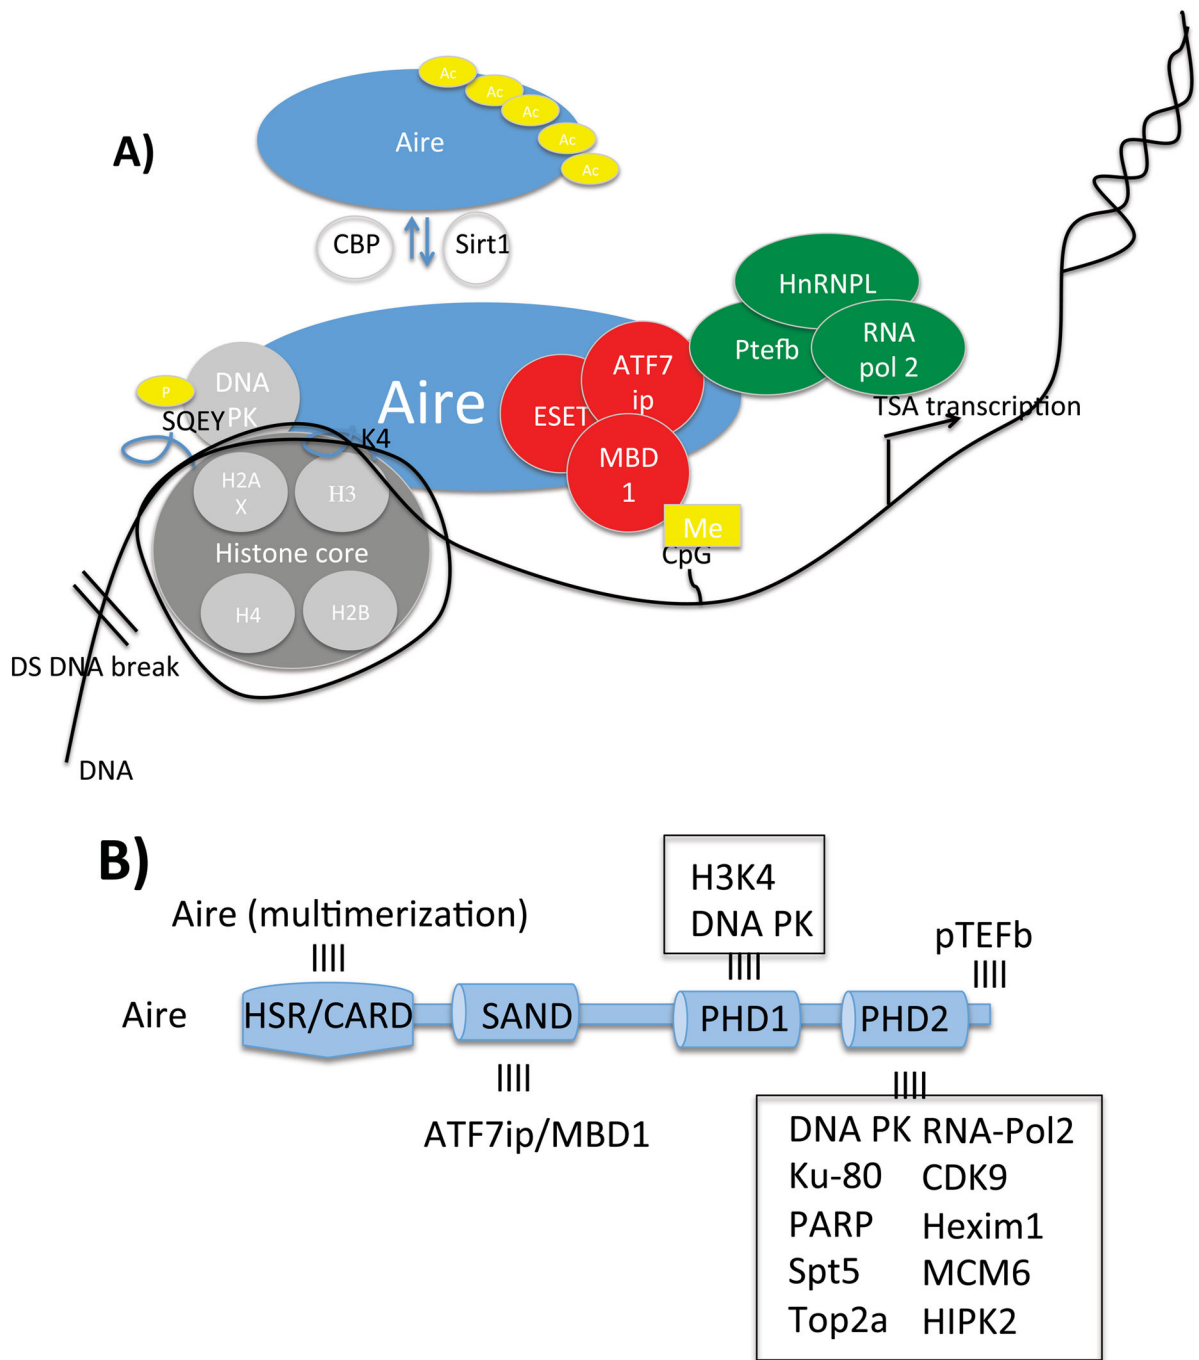 A)
Ac
Ac
Ac
Ac
Ac
Aire
CBP
Sirt1
HnRNPL
Ptefb
RNA
pol 2
TSA transcription
P
SQEY
DNA
PK
Aire
K4
ESET
ATF7
ip
MBD
1
Me
CpG
H2A
X
H3
Histone core
H4
H2B
DS DNA break
DNA
B)
H3K4
DNA PK
Aire (multimerization)
pTEFb
Aire
HSR/CARD
SAND
PHD1
PHD2
ATF7ip/MBD1
DNA PK RNA-Pol2
Ku-80 CDK9
PARP Hexim1
Spt5 MCM6
Top2a HIPK2